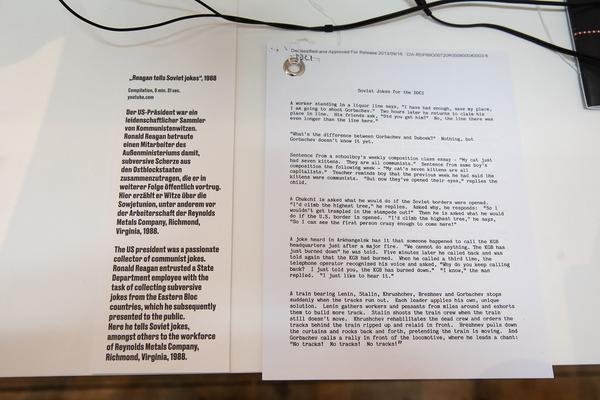 „Reagan tells Soviet jokes“, 1988
Compilation, 8 min. 31 sec.
youtube.com
Der US-Präsident war ein
leidenschaftlicher Sammler
von Kommunistenwitzen.
Ronald Reagan betraute
einen Mitarbeiter des
Außenministeriums damit,
subversive Scherze aus
den Ostblockstaaten
zusammenzutragen, die er in
weiterer Folge öffentlich vortrug.
Hier erzählt er Witze über die
Sowjetunion, unter anderem vor
der Arbeiterschaft der Reynolds
Metals Company, Richmond,
Virginia, 1988.
The US president was a passionate
collector of communist jokes.
Ronald Reagan entrusted a State
Department employee with the
task of collecting subversive
jokes from the Eastern Bloc
countries, which he subsequently
presented to the public.
Here he tells Soviet jokes,
amongst others to the workforce
of Reynolds Metals Company,
Richmond, Virginia, 1988.
Declassified and Approved For Release 2013/09/16
Soviet Jokes for the DDCI
A worker standing in a liquor line says, "I have had enough, save my place,
I am going to shoot Gorbachev." Two hours later he returns to claim his
place in line. His friends ask, "Did you get him?" No, the line there was
even longer than the line here."
"What's the difference between Gorbachev and Dubcek?" Nothing, but
Gorbachev doesn't know it yet.
Sentence from a schoolboy's weekly composition class essay - "My cat just
had seven kittens. They are all communists." Sentence from same boy's
composition the following week - "My cat's seven kittens are all
capitalists." Teacher reminds boy that the previous week he had said the
kittens were communists. "But now they've opened their eyes," replies the
child.
A Chukchi is asked what he would do if the Soviet borders were opened.
"I'd climb the highest tree," he replies. Asked why, he responds: "So I
wouldn't get trampled in the stampede out!" Then he is asked what he would
do if the U.S. border is opened. "I'd climb the highest tree," he says,
"So I can see the first person crazy enough to come here!"
A joke heard in Arkhangelsk has it that someone happened to call the KGB
headquarters just after a major fire. "We cannot do anything. The KGB has
just burned down" he was told. Five minutes later he called back and was
told again that the KGB had burned. When he called a third time, the
telephone operator recognised his voice and asked, "Why do you keep calling
back? I just told you, the KGB has burned down." "I know," the man
replied. "I just like to hear it."
A train bearing Lenin, Stalin, Khrushchev, Brezhnev and Gorbachev stops
suddenly when the tracks run out. Each leader applies his own, unique
solution. Lenin gathers workers and peasants from miles around and exhorts
them to build more track. Stalin shoots the train crew when the train
still doesn't move. Khrushchev rehabilitates the dead crew and orders the
tracks behind the train ripped up and relaid in front. Brezhnev pulls down
the curtains and rocks back and forth, pretending the train is moving. And
Gorbachev calls a rally in front of the locomotive, where he leads a chant:
"No tracks! No tracks! No tracks!"